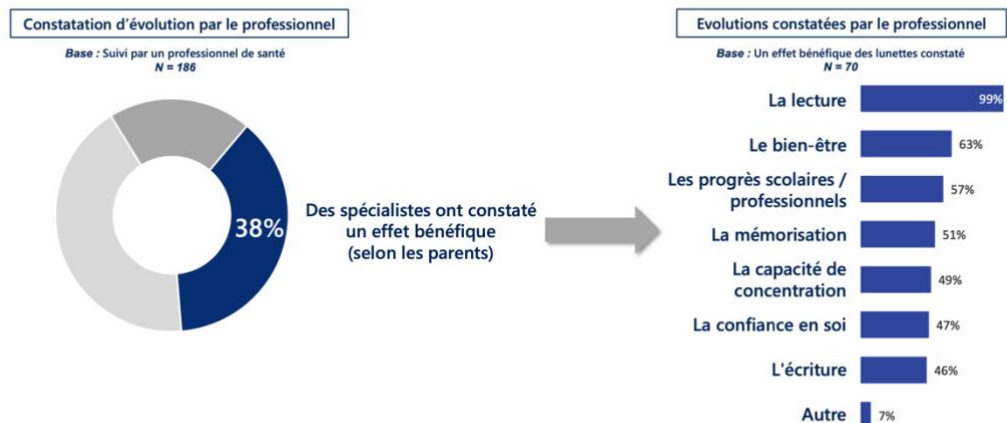 Constatation d'évolution par le professionnel
Base : Suivi par un professionnel de santé
N = 186
38%
Des spécialistes ont constaté
un effet bénéfique
(selon les parents)
Evolutions constatées par le professionnel
Base : Un effet bénéfique des lunettes constaté
N = 70
La lecture 99%
Le bien-être 63%
Les progrès scolaires /
professionnels 57%
La mémorisation 51%
La capacité de
concentration 49%
La confiance en soi 47%
L'écriture 46%
Autre 7%